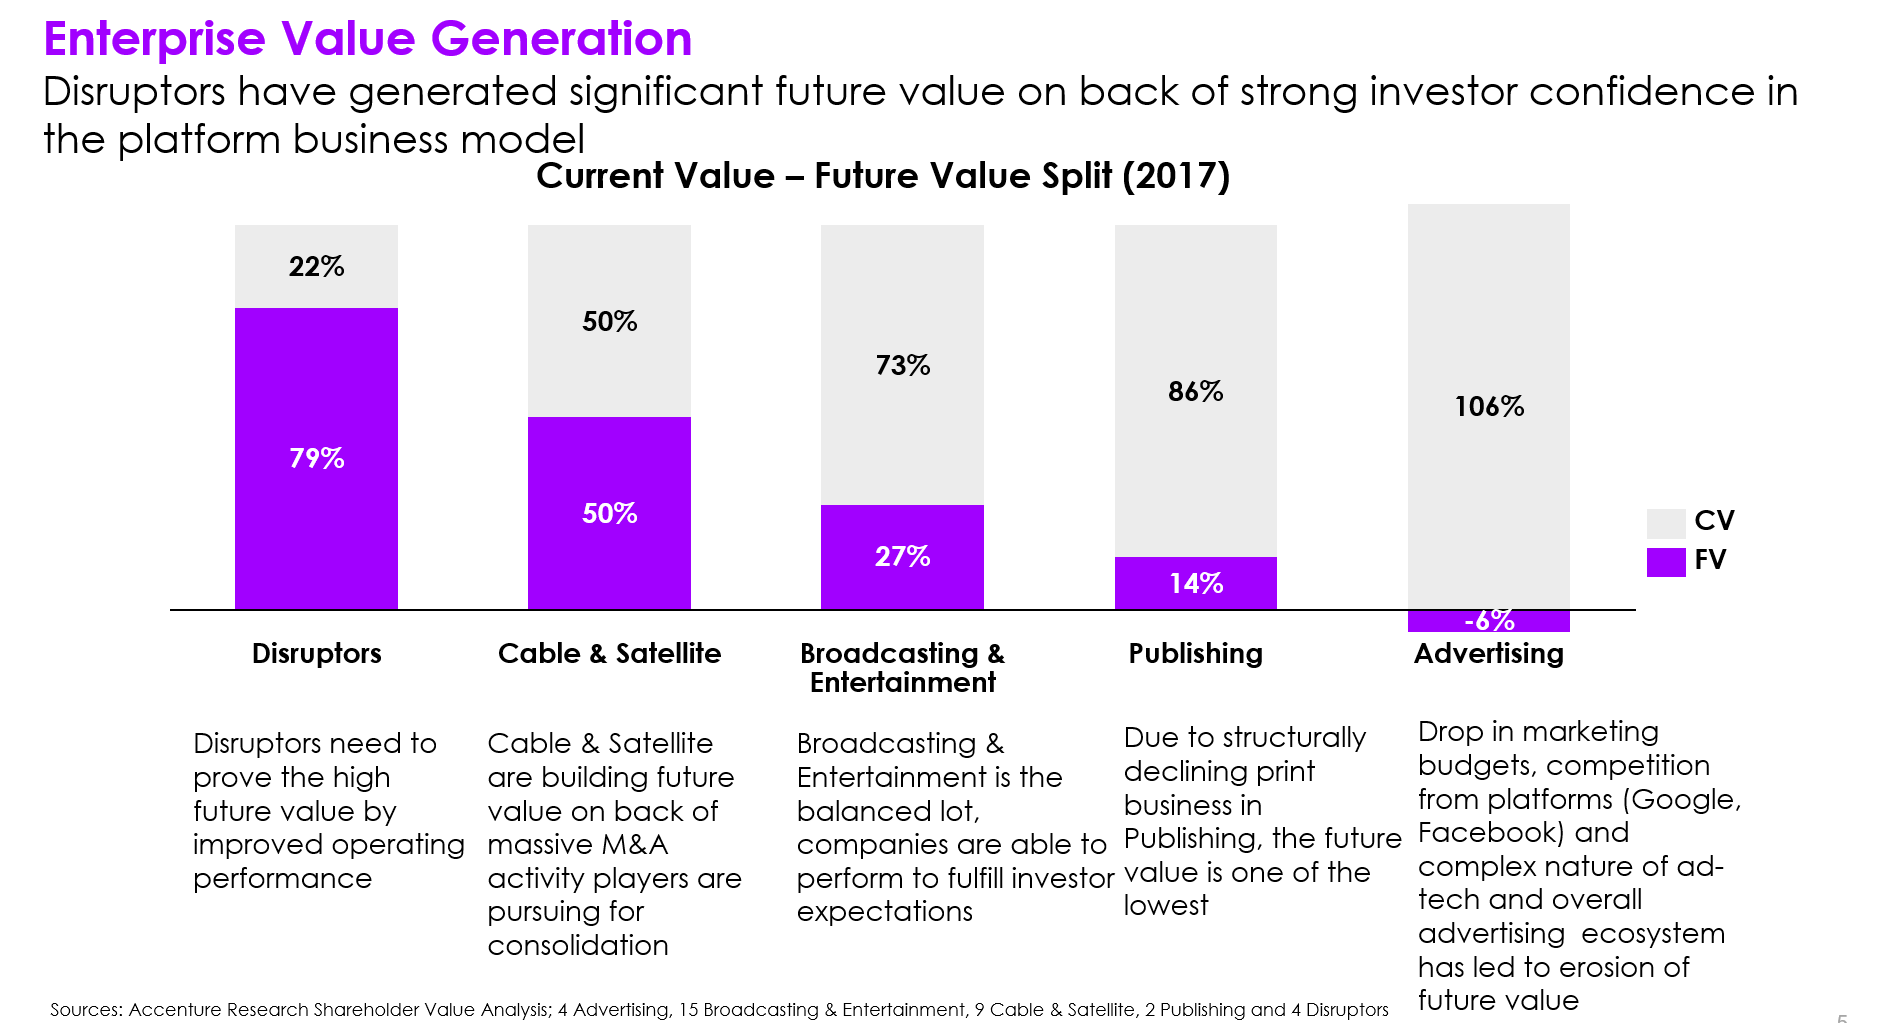 Enterprise Value Generation
Disruptors have generated significant future value on back of strong investor confidence in
the platform business model
Current Value – Future Value Split (2017)
22%
79%
50%
50%
73%
27%
86%
14%
106%
-6%
CV
FV
Disruptors
Cable & Satellite
Broadcasting &
Entertainment
Publishing
Advertising
Disruptors need to
prove the high
future value by
improved operating
performance
Cable & Satellite
are building future
value on back of
massive M&A
activity players are
pursuing for
consolidation
Broadcasting &
Entertainment is the
balanced lot,
companies are able to
perform to fulfill investor
expectations
Due to structurally
declining print
business in
Publishing, the future
value is one of the
lowest
Drop in marketing
budgets, competition
from platforms (Google,
Facebook) and
complex nature of ad-
tech and overall
advertising  ecosystem
has led to erosion of
future value
Sources: Accenture Research Shareholder Value Analysis; 4 Advertising, 15 Broadcasting & Entertainment, 9 Cable & Satellite, 2 Publishing and 4 Disruptors
5